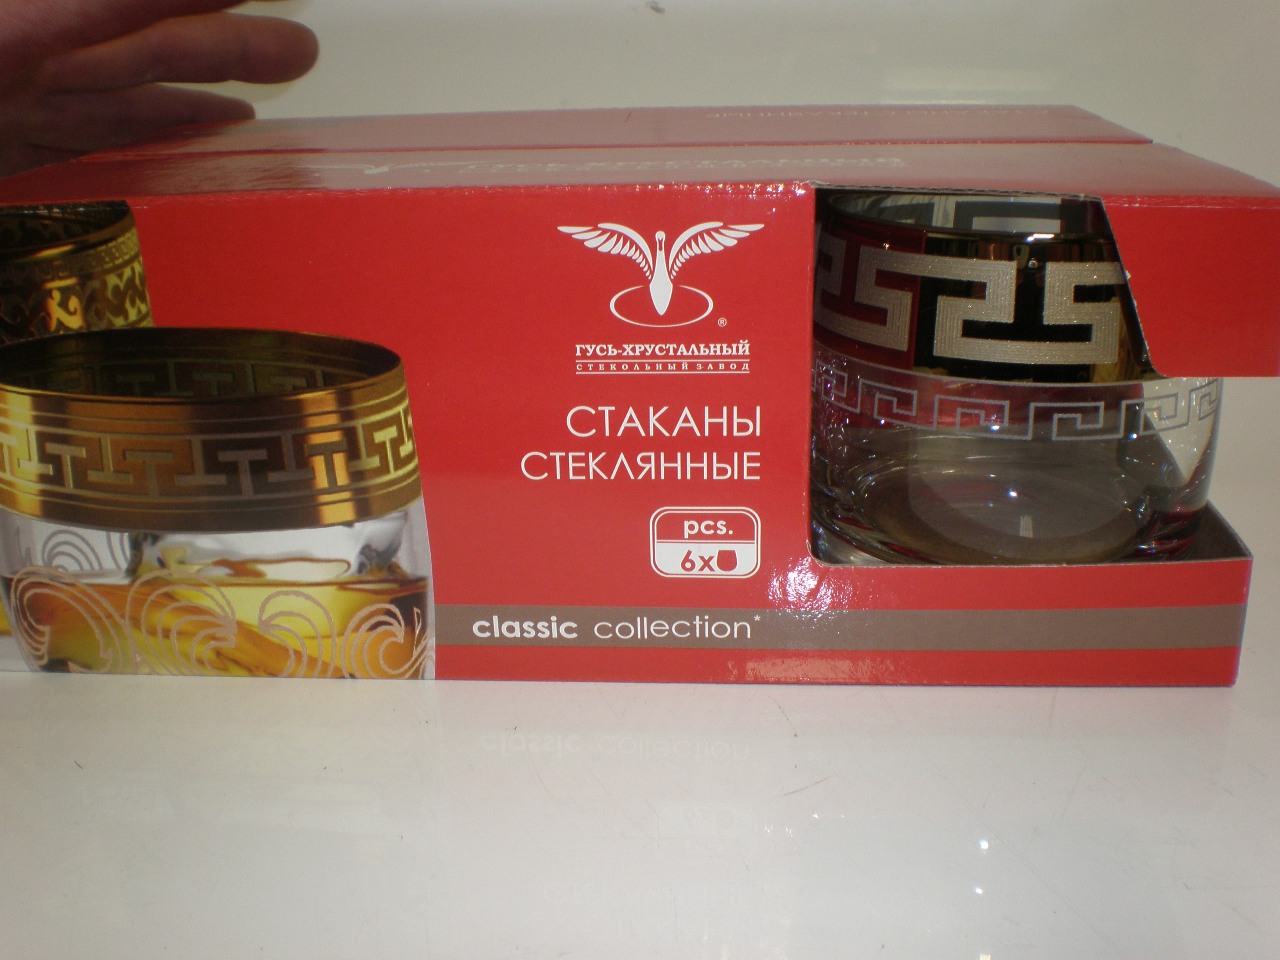 ®
ГУСЬ-ХРУСТАЛЬНЫЙ
СТЕКОЛЬНЫЙ ЗАВОД
СТАКАНЫ
СТЕКЛЯННЫЕ
pcs.
6x
classic collection*